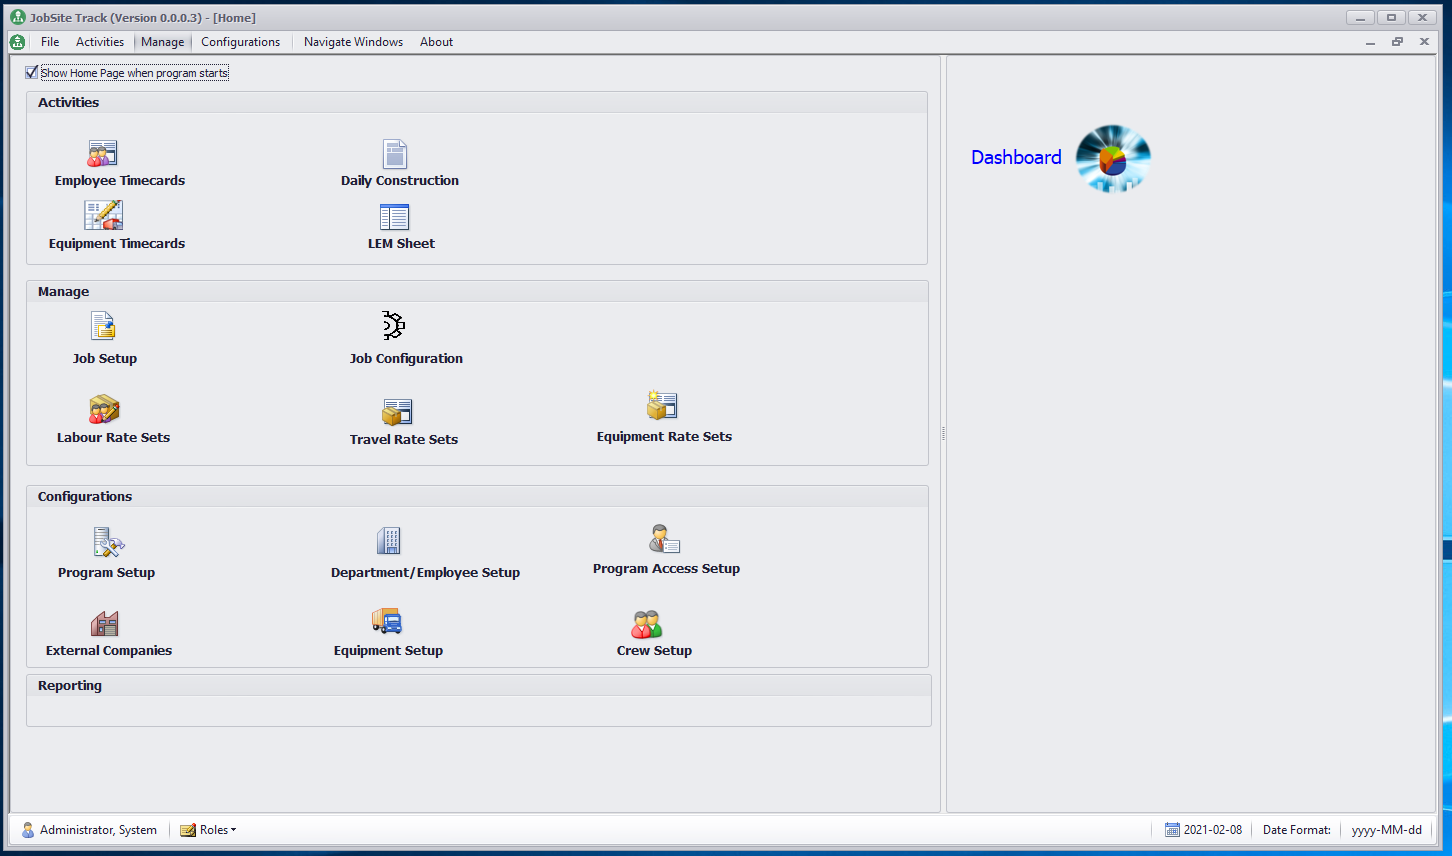 JobSite Track (Version 0.0.0.3) - [Home]
File Activities Manage Configurations Navigate Windows About
Show Home Page when program starts
Activities
Employee Timecards Daily Construction
Equipment Timecards LEM Sheet
Manage
Job Setup Job Configuration
Labour Rate Sets Travel Rate Sets Equipment Rate Sets
Configurations
Program Setup Department/Employee Setup Program Access Setup
External Companies Equipment Setup Crew Setup
Reporting
Dashboard
Administrator, System Roles 2021-02-08 Date Format: yyyy-MM-dd